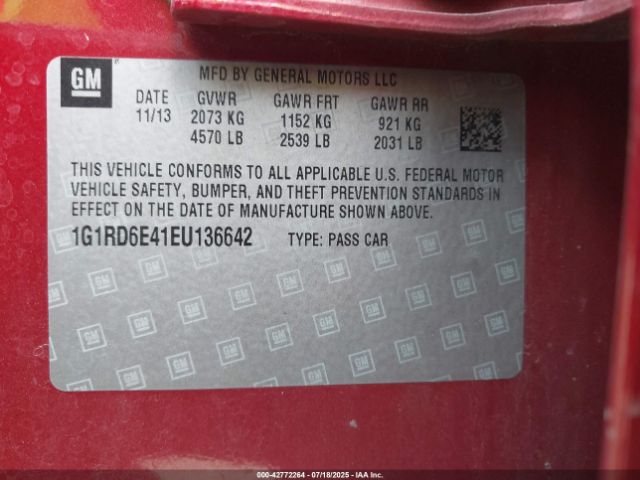 GM
MFD BY GENERAL MOTORS LLC
DATE GVWR GAWR FRT GAWR RR
11/13 2073 KG 1152 KG 921 KG
4570 LB 2539 LB 2031 LB
THIS VEHICLE CONFORMS TO ALL APPLICABLE U.S. FEDERAL MOTOR
VEHICLE SAFETY, BUMPER, AND THEFT PREVENTION STANDARDS IN
EFFECT ON THE DATE OF MANUFACTURE SHOWN ABOVE.
1G1RD6E41EU136642 TYPE: PASS CAR
000-42772264 - 07/18/2025 - IAA, Inc.